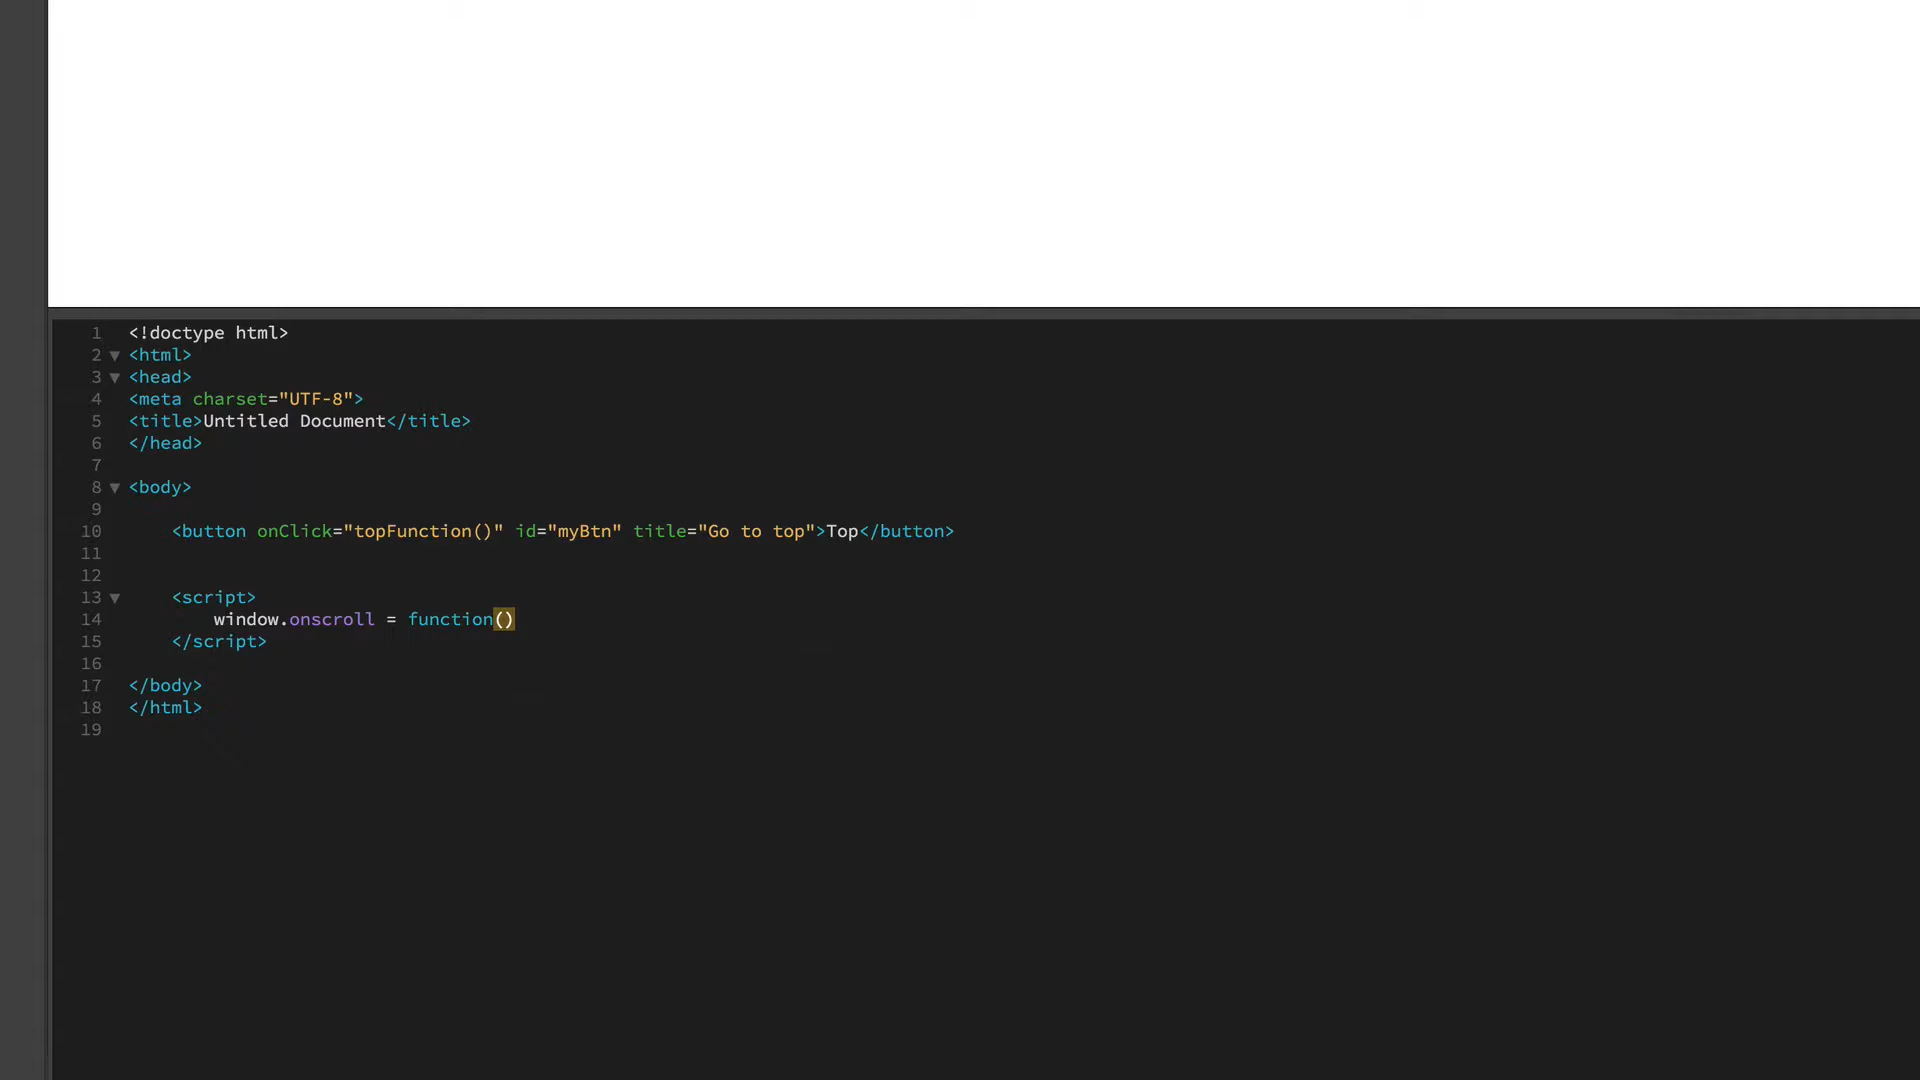 1 <!doctype html>
2 <html>
3 <head>
4 <meta charset="UTF-8">
5 <title>Untitled Document</title>
6 </head>
7
8 <body>
9
10 <button onClick="topFunction()" id="myBtn" title="Go to top">Top</button>
11
12
13 <script>
14 window.onscroll = function()
15 </script>
16
17 </body>
18 </html>
19